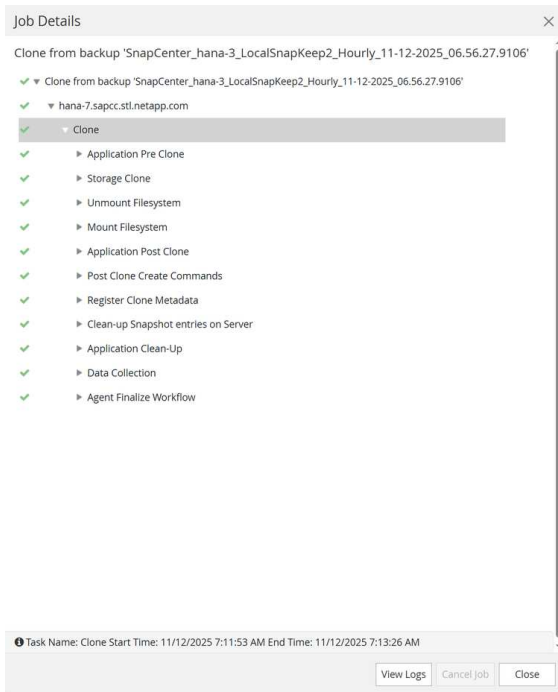 Job Details
Clone from backup 'SnapCenter_hana-3_LocalSnapKeep2_Hourly_11-12-2025_06.56.27.9106'
Clone from backup 'SnapCenter_hana-3_LocalSnapKeep2_Hourly_11-12-2025_06.56.27.9106'
hana-7.sapcc.stl.netapp.com
Clone
Application Pre Clone
Storage Clone
Unmount Filesystem
Mount Filesystem
Application Post Clone
Post Clone Create Commands
Register Clone Metadata
Clean-up Snapshot entries on Server
Application Clean-Up
Data Collection
Agent Finalize Workflow
Task Name: Clone Start Time: 11/12/2025 7:11:53 AM End Time: 11/12/2025 7:13:26 AM
View Logs Cancel Job Close